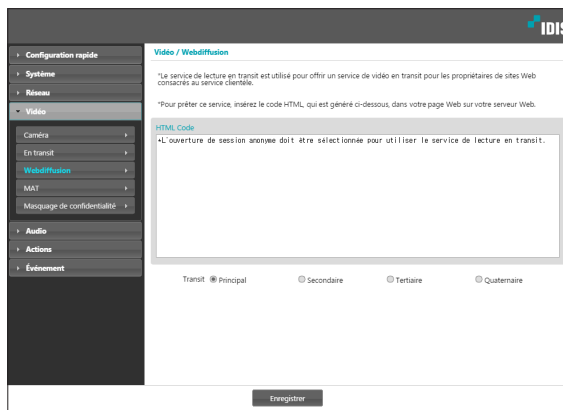 IDIS
Configuration rapide
Système
Réseau
Vidéo
Caméra
En transit
Webdiffusion
MAT
Masquage de confidentialité
Audio
Actions
Événement
Vidéo / Webdiffusion
*Le service de lecture en transit est utilisé pour offrir un service de vidéo en transit pour les propriétaires de sites Web
consacrés au service clientèle.
*Pour prêter ce service, insérez le code HTML, qui est généré ci-dessous, dans votre page Web sur votre serveur Web.
HTML Code
*L'ouverture de session anonyme doit être sélectionnée pour utiliser le service de lecture en transit.
Transit Principal Secondaire Tertiaire Quaternaire
Enregistrer